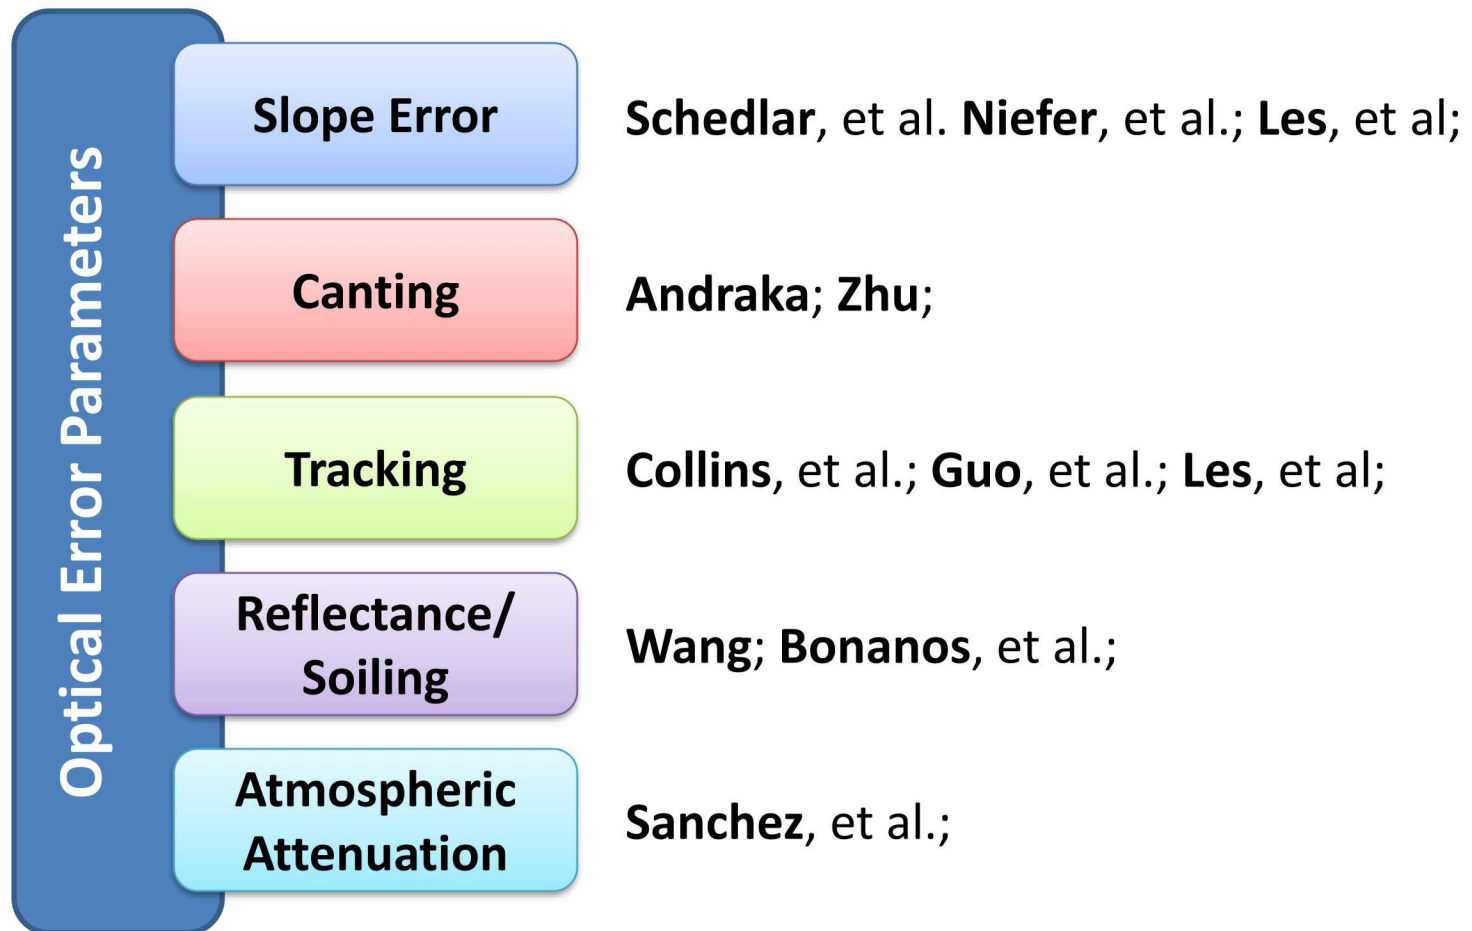 Optical Error Parameters
Slope Error
Schedlar, et al. Niefer, et al.; Les, et al;
Canting
Andraka; Zhu;
Tracking
Collins, et al.; Guo, et al.; Les, et al;
Reflectance/
Soiling
Wang; Bonanos, et al.;
Atmospheric
Attenuation
Sanchez, et al.;